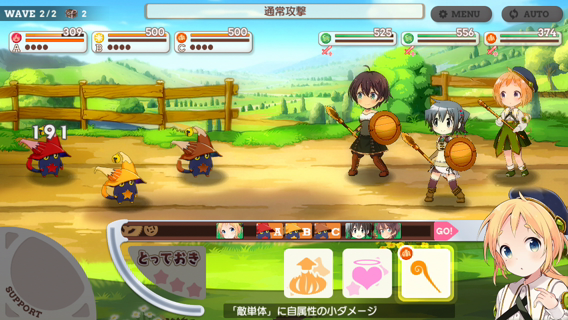 WAVE 2/2
2
通常攻撃
MENU
AUTO
309
500
500
525
556
374
A
B
C
191
A
B
C
GO!
とっておき
SUPPORT
「敵単体」に自属性の小ダメージ